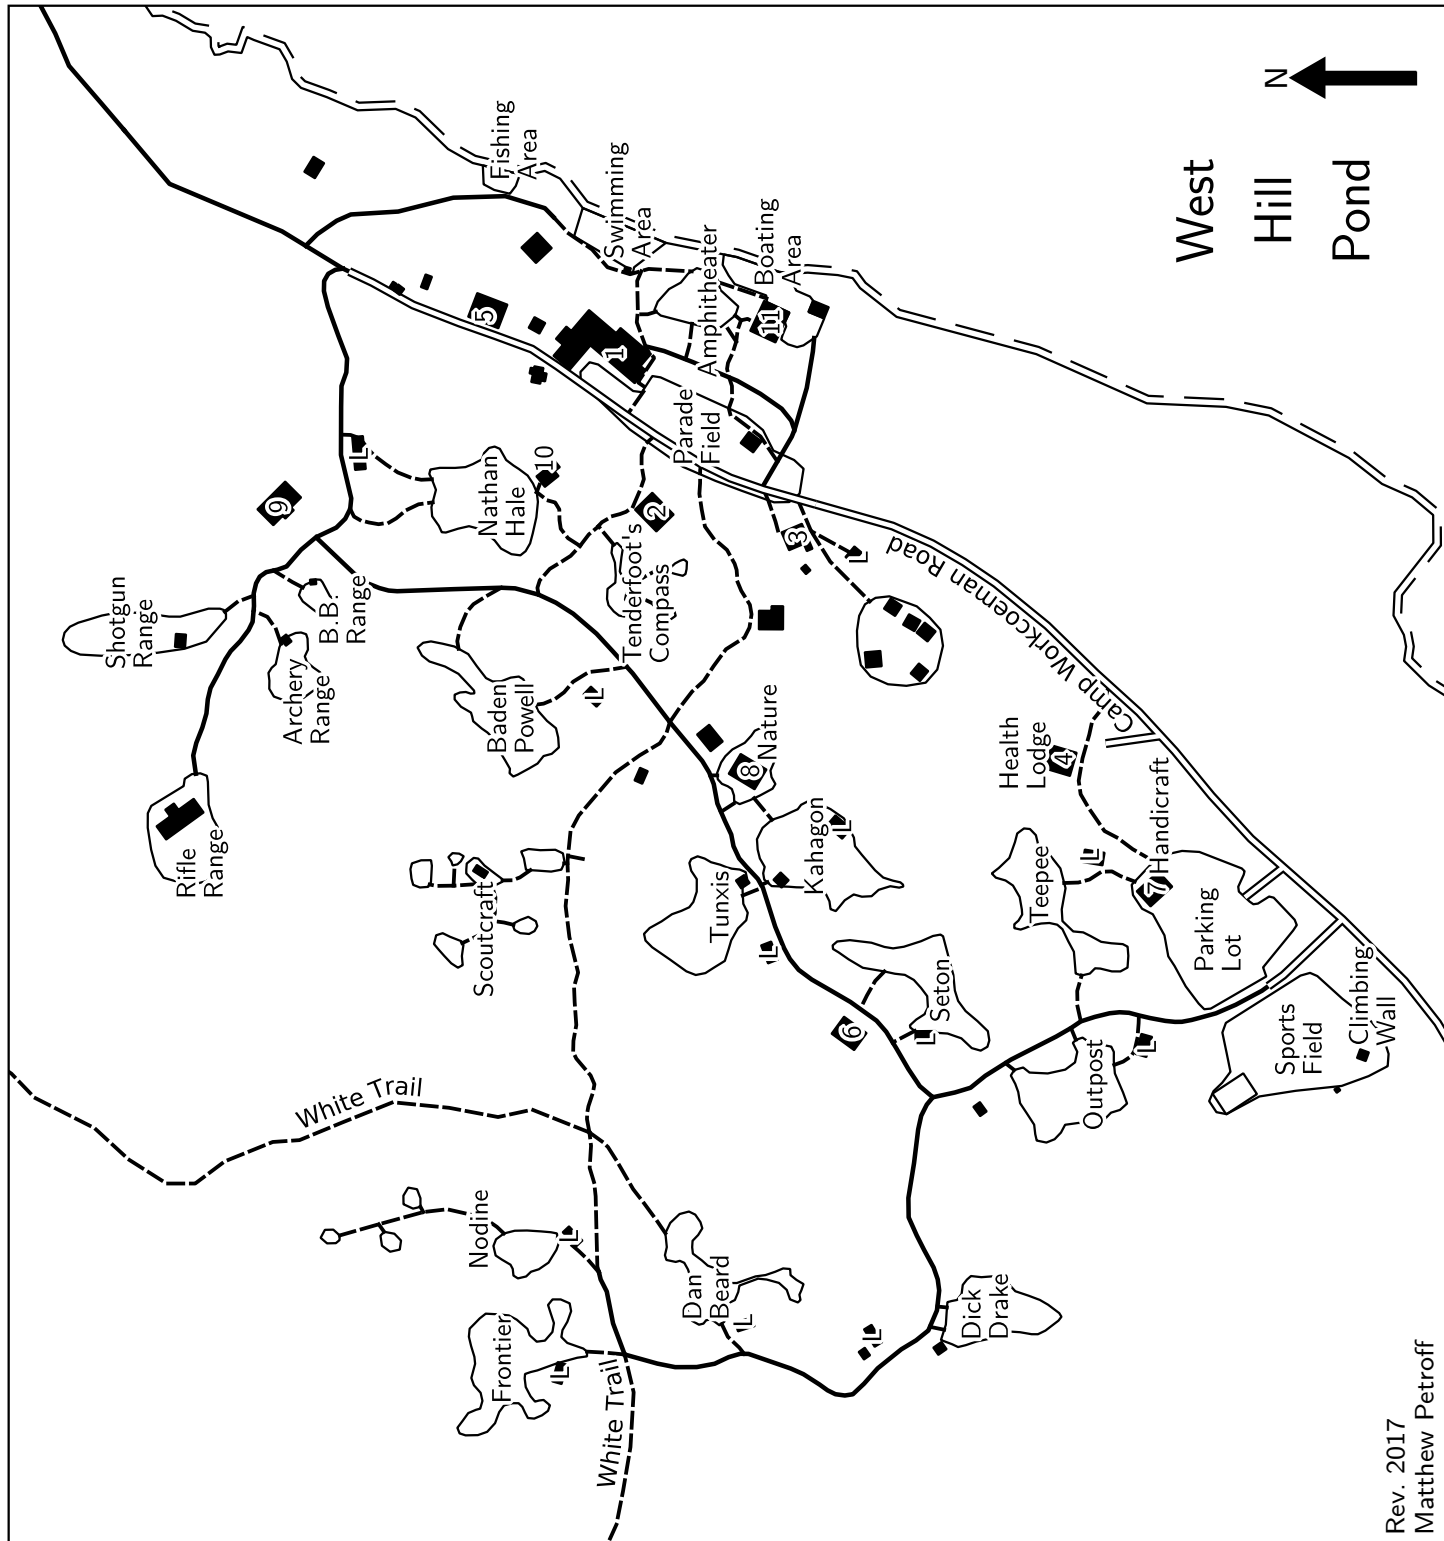 N
West
Hill
Pond
Fishing
Area
Swimming
Area
Amphitheater
Boating
Area
5
1
11
Parade
Field
Nathan
Hale
10
L
9
2
3
L
Tenderfoot's
Compass
Shotgun
Range
B.B.
Range
Archery
Range
Rifle
Range
Baden
Powell
L
Camp Workcoeman Road
Nature
8
Health
Lodge
4
Handicraft
7
L
Teepee
Kahagon
L
Tunxis
L
Scoutcraft
Parking
Lot
Seton
L
6
Climbing
Wall
Sports
Field
Outpost
L
White Trail
Nodine
L
Dan
Beard
L
Dick
Drake
L
Frontier
L
White Trail
Rev. 2017
Matthew Petroff